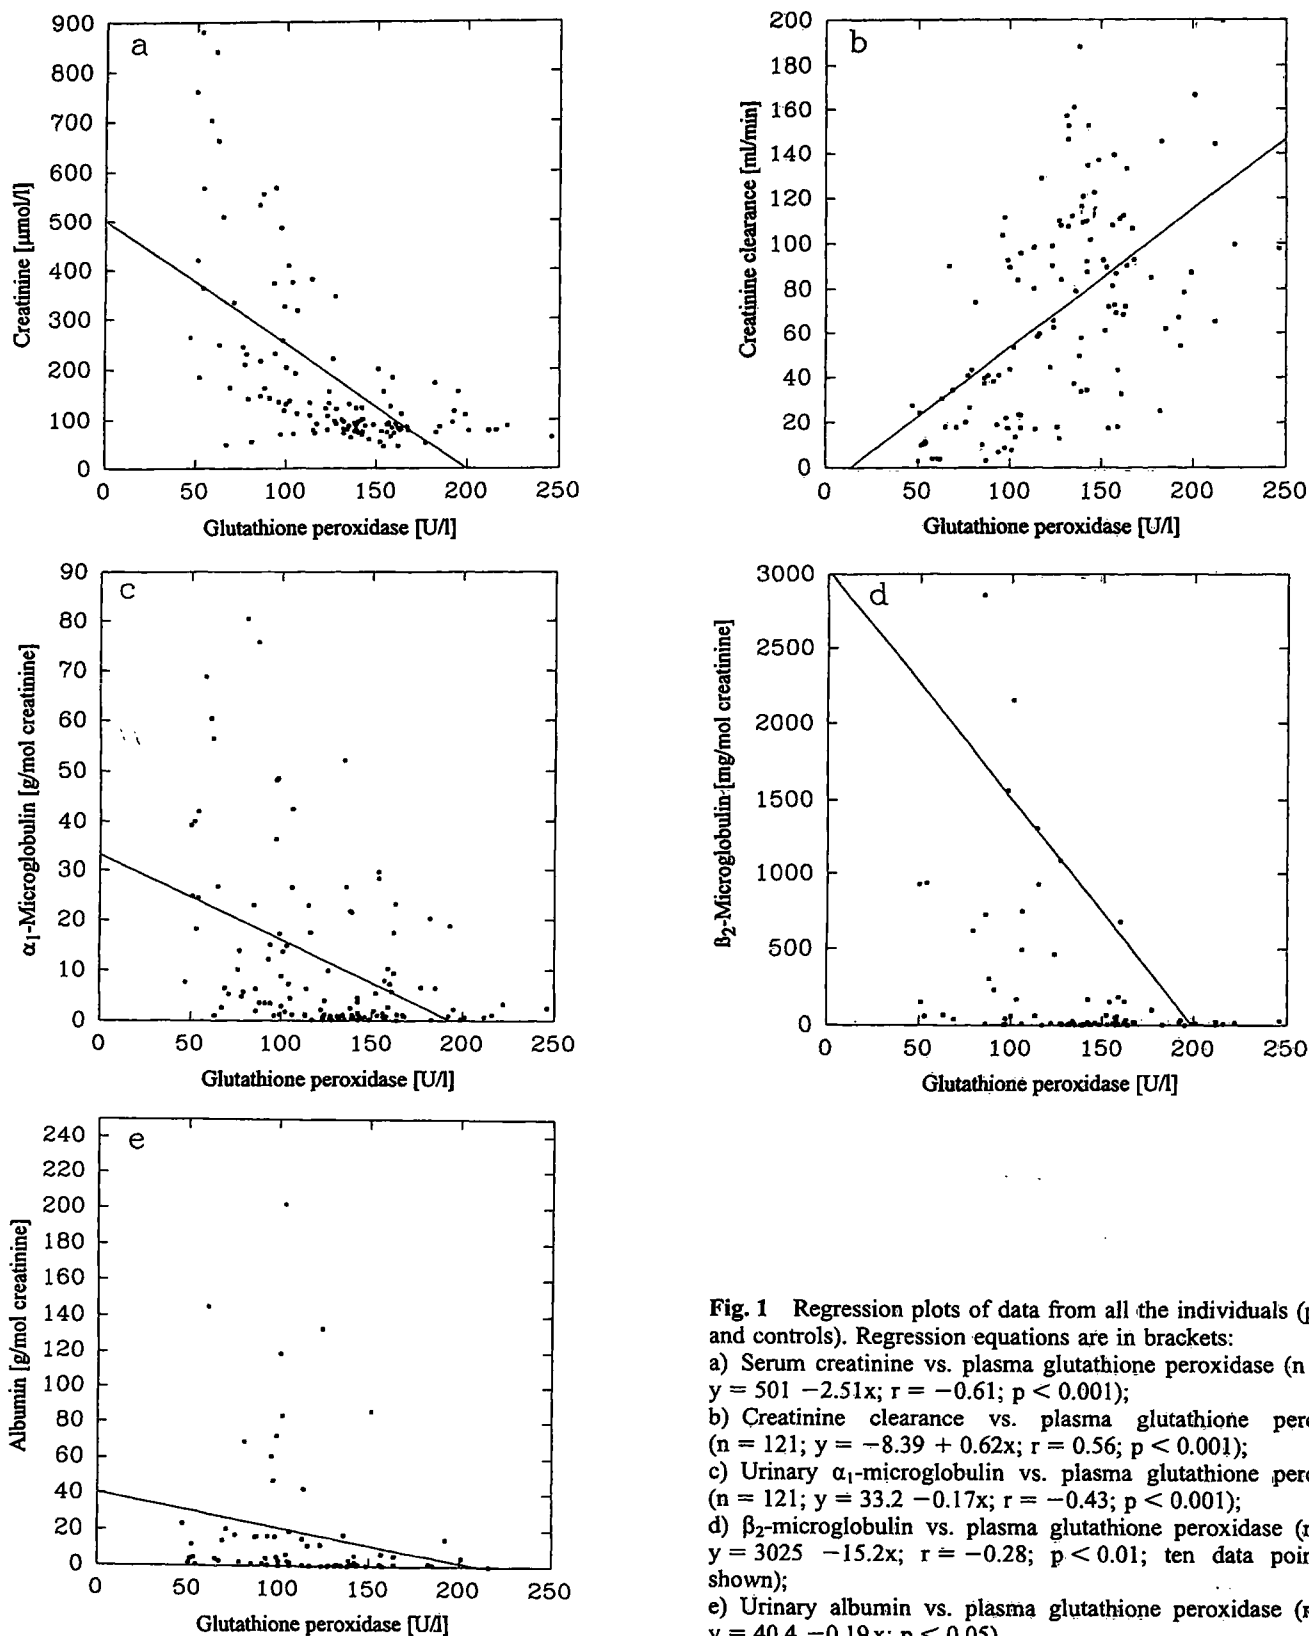 a
900
800
700
600
500
400
300
200
100
0
Creatinine [µmol/l]
0 50 100 150 200 250
Glutathione peroxidase [U/l]
b
200
180
160
140
120
100
80
60
40
20
0
Creatinine clearance [ml/min]
0 50 100 150 200 250
Glutathione peroxidase [U/l]
c
90
80
70
60
50
40
30
20
10
0
α₁-Microglobulin [g/mol creatinine]
0 50 100 150 200 250
Glutathione peroxidase [U/l]
d
3000
2500
2000
1500
1000
500
0
β₂-Microglobulin [mg/mol creatinine]
0 50 100 150 200 250
Glutathione peroxidase [U/l]
e
240
220
200
180
160
140
120
100
80
60
40
20
0
Albumin [g/mol creatinine]
0 50 100 150 200 250
Glutathione peroxidase [U/l]
Fig. 1 Regression plots of data from all the individuals (p
and controls). Regression equations are in brackets:
a) Serum creatinine vs. plasma glutathione peroxidase (n
y = 501 −2.51x; r = −0.61; p < 0.001);
b) Creatinine clearance vs. plasma glutathione pero
(n = 121; y = −8.39 + 0.62x; r = 0.56; p < 0.001);
c) Urinary α₁-microglobulin vs. plasma glutathione pero
(n = 121; y = 33.2 −0.17x; r = −0.43; p < 0.001);
d) β₂-microglobulin vs. plasma glutathione peroxidase (n
y = 3025 −15.2x; r = −0.28; p < 0.01; ten data poin
shown);
e) Urinary albumin vs. plasma glutathione peroxidase (n
y = 40.4 −0.19x; p < 0.05)